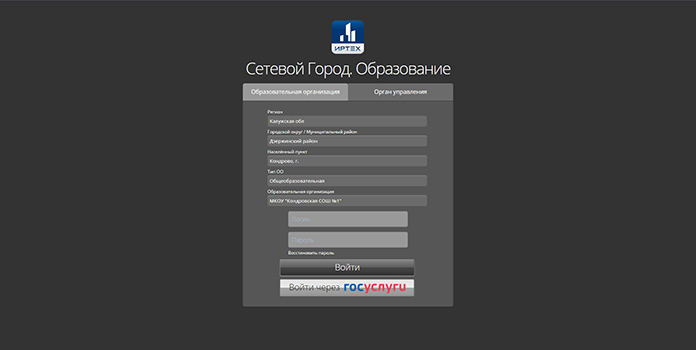 ИРТЕХ
Сетевой Город. Образование
Образовательная организация
Орган управления
Регион
Калужская обл
Городской округ / Муниципальный район
Дзержинский район
Населённый пункт
Кондрово, г.
Тип ОО
Общеобразовательная
Образовательная организация
МКОУ "Кондровская СОШ №1"
Логин
Пароль
Восстановить пароль
Войти
Войти через госуслуги